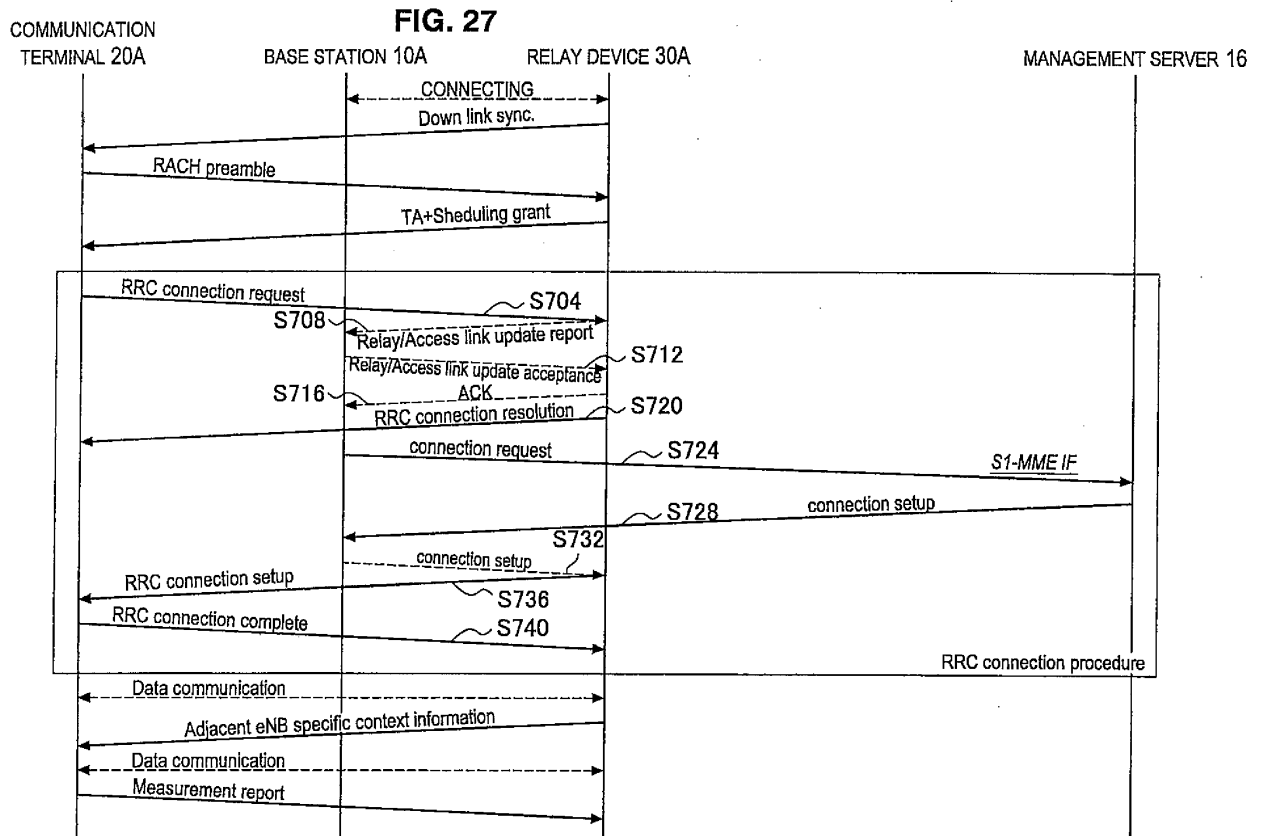 FIG. 27
COMMUNICATION
TERMINAL 20A
BASE STATION 10A
RELAY DEVICE 30A
MANAGEMENT SERVER 16
CONNECTING
Down link sync.
RACH preamble
TA+Sheduling grant
RRC connection request
S704
S708
Relay/Access link update report
S712
Relay/Access link update acceptance
S716
ACK
S720
RRC connection resolution
connection request
S724
S1-MME IF
S728
connection setup
S732
connection setup
RRC connection setup
S736
RRC connection complete
S740
RRC connection procedure
Data communication
Adjacent eNB specific context information
Data communication
Measurement report